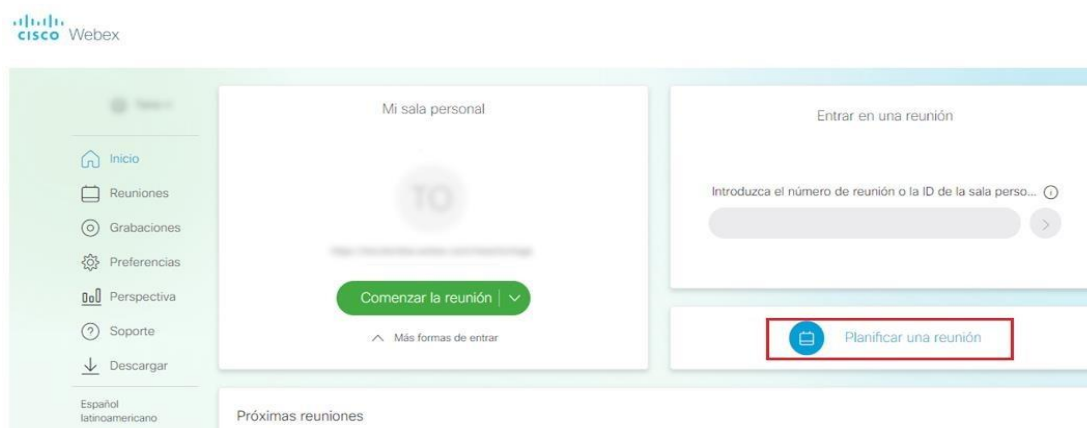 CISCO Webex
Mi sala personal
Entrar en una reunión
Inicio
Reuniones
Grabaciones
Preferencias
Perspectiva
Soporte
Descargar
Español
latinoamericano
TO
Comenzar la reunión
Más formas de entrar
Introduzca el número de reunión o la ID de la sala perso...
Planificar una reunión
Próximas reuniones